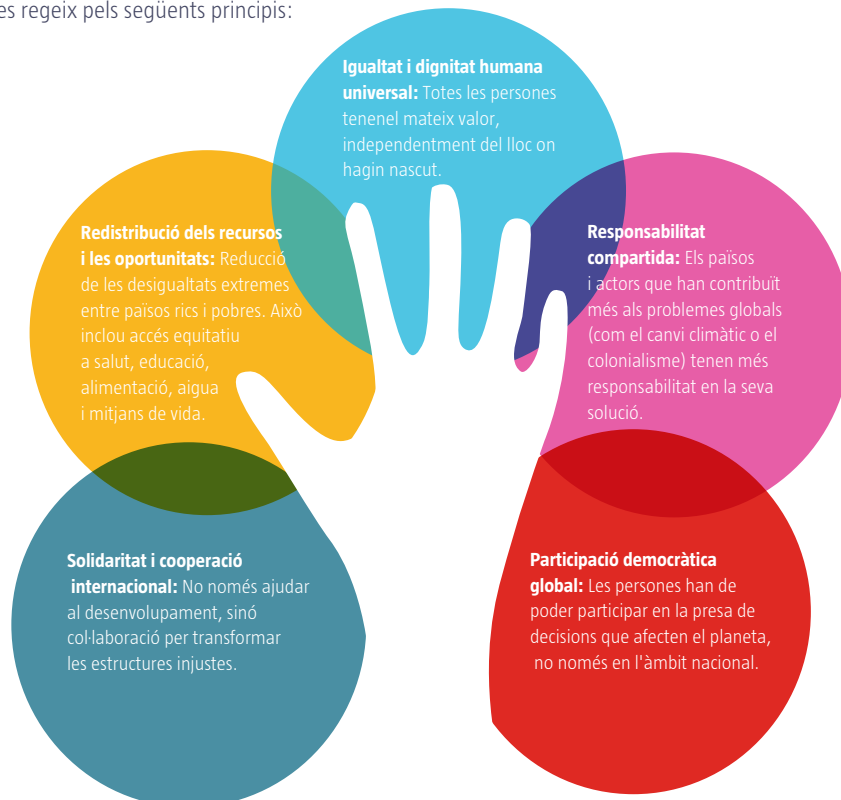 es regeix pels següents principis:
Igualtat i dignitat humana
universal: Totes les persones
tenenel mateix valor,
independentment del lloc on
hagin nascut.
Redistribució dels recursos
i les oportunitats: Reducció
de les desigualtats extremes
entre països rics i pobres. Això
inclou accés equitatiu
a salut, educació,
alimentació, aigua
i mitjans de vida.
Responsabilitat
compartida: Els països
i actors que han contribuït
més als problemes globals
(com el canvi climàtic o el
colonialisme) tenen més
responsabilitat en la seva
solució.
Solidaritat i cooperació
internacional: No només ajudar
al desenvolupament, sinó
col·laboració per transformar
les estructures injustes.
Participació democràtica
global: Les persones han de
poder participar en la presa de
decisions que afecten el planeta,
no només en l'àmbit nacional.